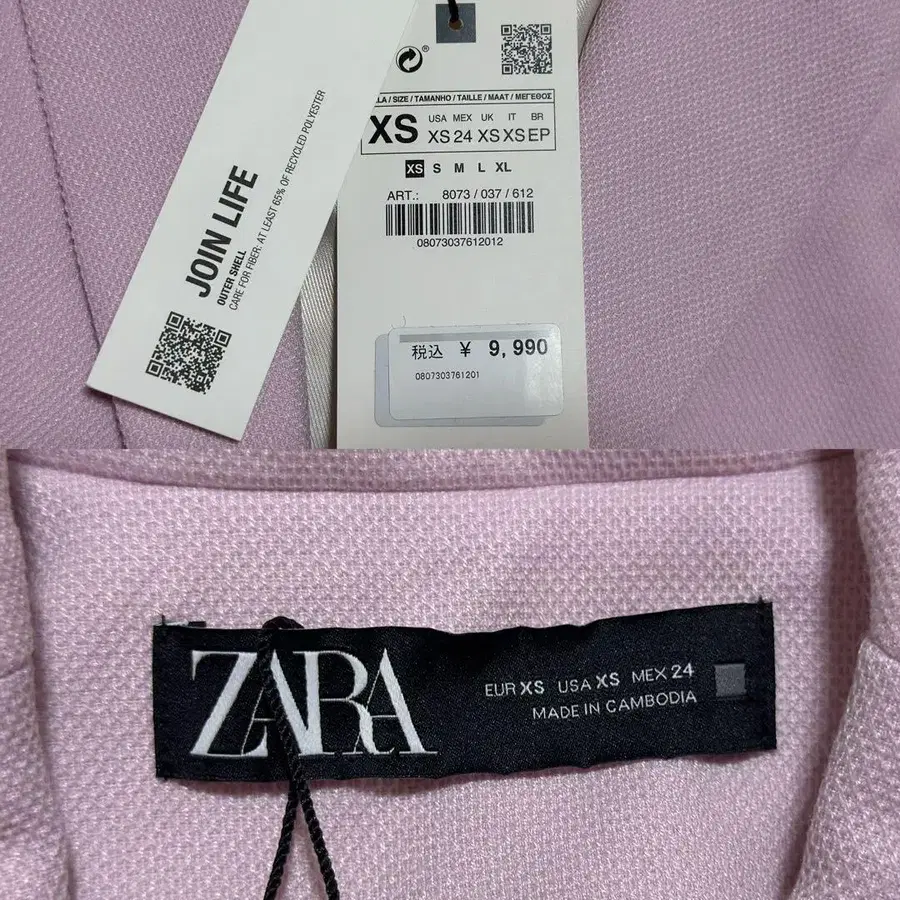 JOIN LIFE
OUTER SHELL
CARE FOR FIBER: AT LEAST 65% OF RECYCLED POLYESTER
®
/ SIZE / TAMANHO / TAILLE / MAAT / ΜΕΓΕΘΟΣ
XS
USA MEX UK IT BR
XS 24 XS XS EP
XS S M L XL
ART.: 8073 / 037 / 612
08073037612012
税込 ¥ 9,990
0807303761201
ZARA
EUR XS USA XS MEX 24
MADE IN CAMBODIA